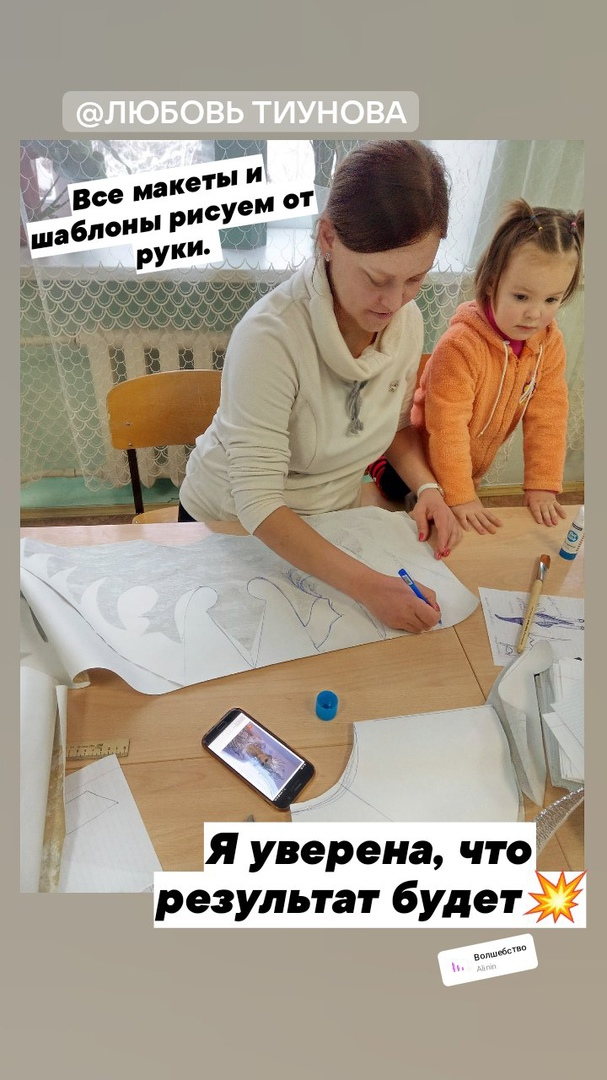 @ЛЮБОВЬ ТИУНОВА
Все макеты и
шаблоны рисуем от
руки.
Я уверена, что
результат будет💥
Волшебство
Alinin